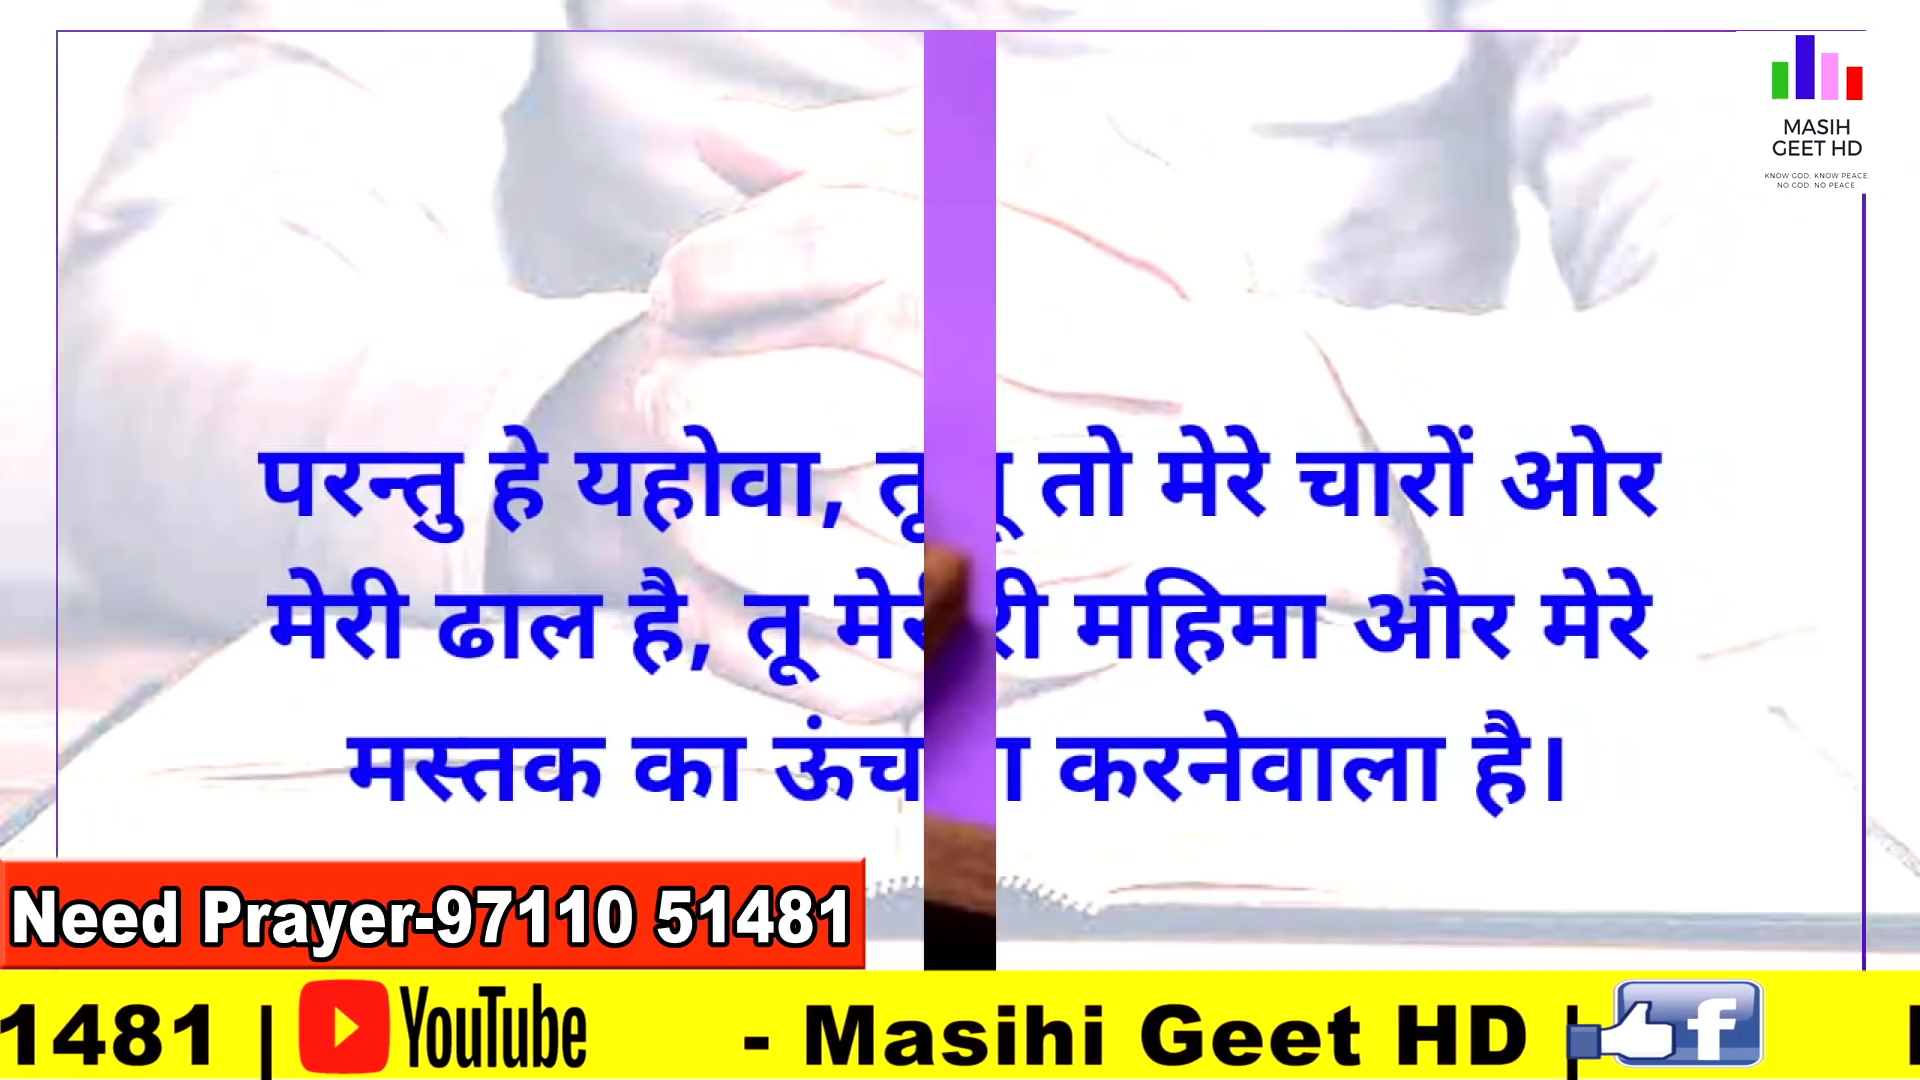 MASIH
GEET HD
KNOW GOD. KNOW PEACE.
NO GOD. NO PEACE.
परन्तु हे यहोवा, तू तो मेरे चारों ओर
मेरी ढाल है, तू मेरी महिमा और मेरे
मस्तक का करनेवाला है।
Need Prayer-97110 51481
1481 | YouTube - Masihi Geet HD | f